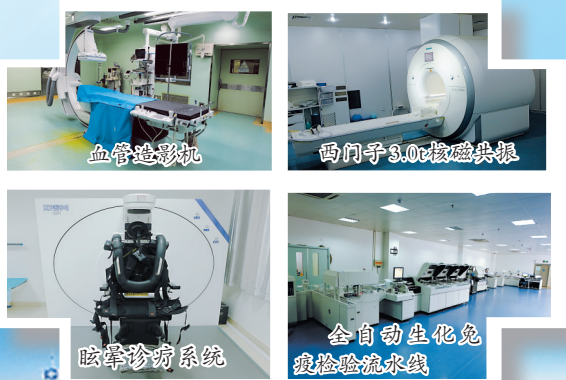 血管造影机
西门子3.0t核磁共振
眩晕诊疗系统
全自动生化免
疫检验流水线